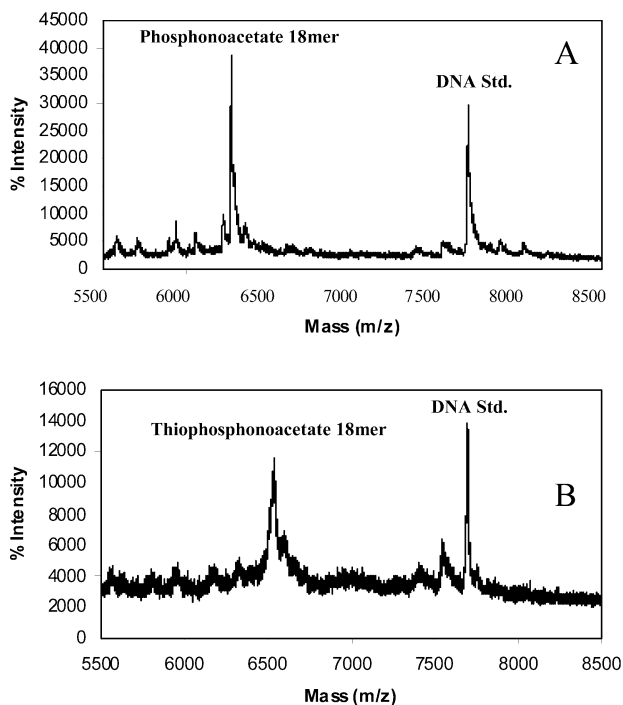 45000
40000
35000
30000
25000
20000
15000
10000
5000
0
% Intensity
Phosphonoacetate 18mer
DNA Std.
A
5500 6000 6500 7000 7500 8000 8500
Mass (m/z)
16000
14000
12000
10000
8000
6000
4000
2000
0
% Intensity
Thiophosphonoacetate 18mer
DNA Std.
B
5500 6000 6500 7000 7500 8000 8500
Mass (m/z)